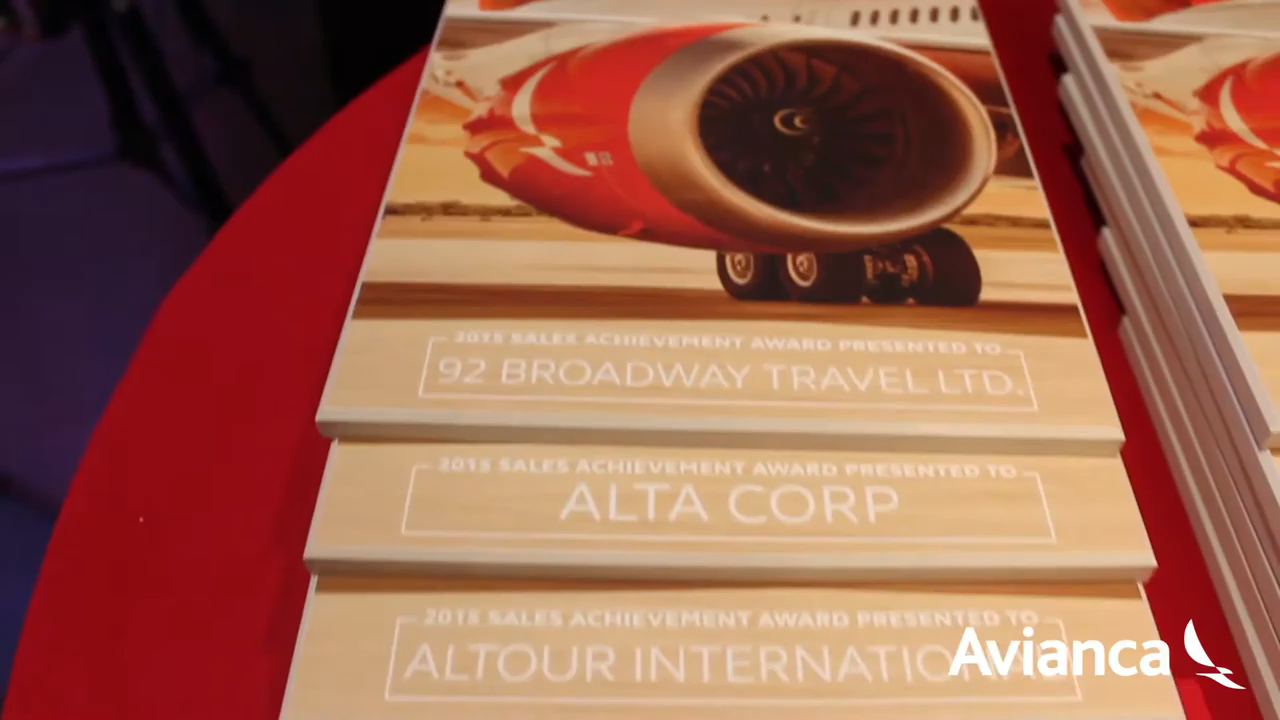 2015 SALES ACHIEVEMENT AWARD PRESENTED TO
92 BROADWAY TRAVEL LTD.
2015 SALES ACHIEVEMENT AWARD PRESENTED TO
ALTA CORP
2015 SALES ACHIEVEMENT AWARD PRESENTED TO
ALTOUR INTERNATIONAL
Avianca